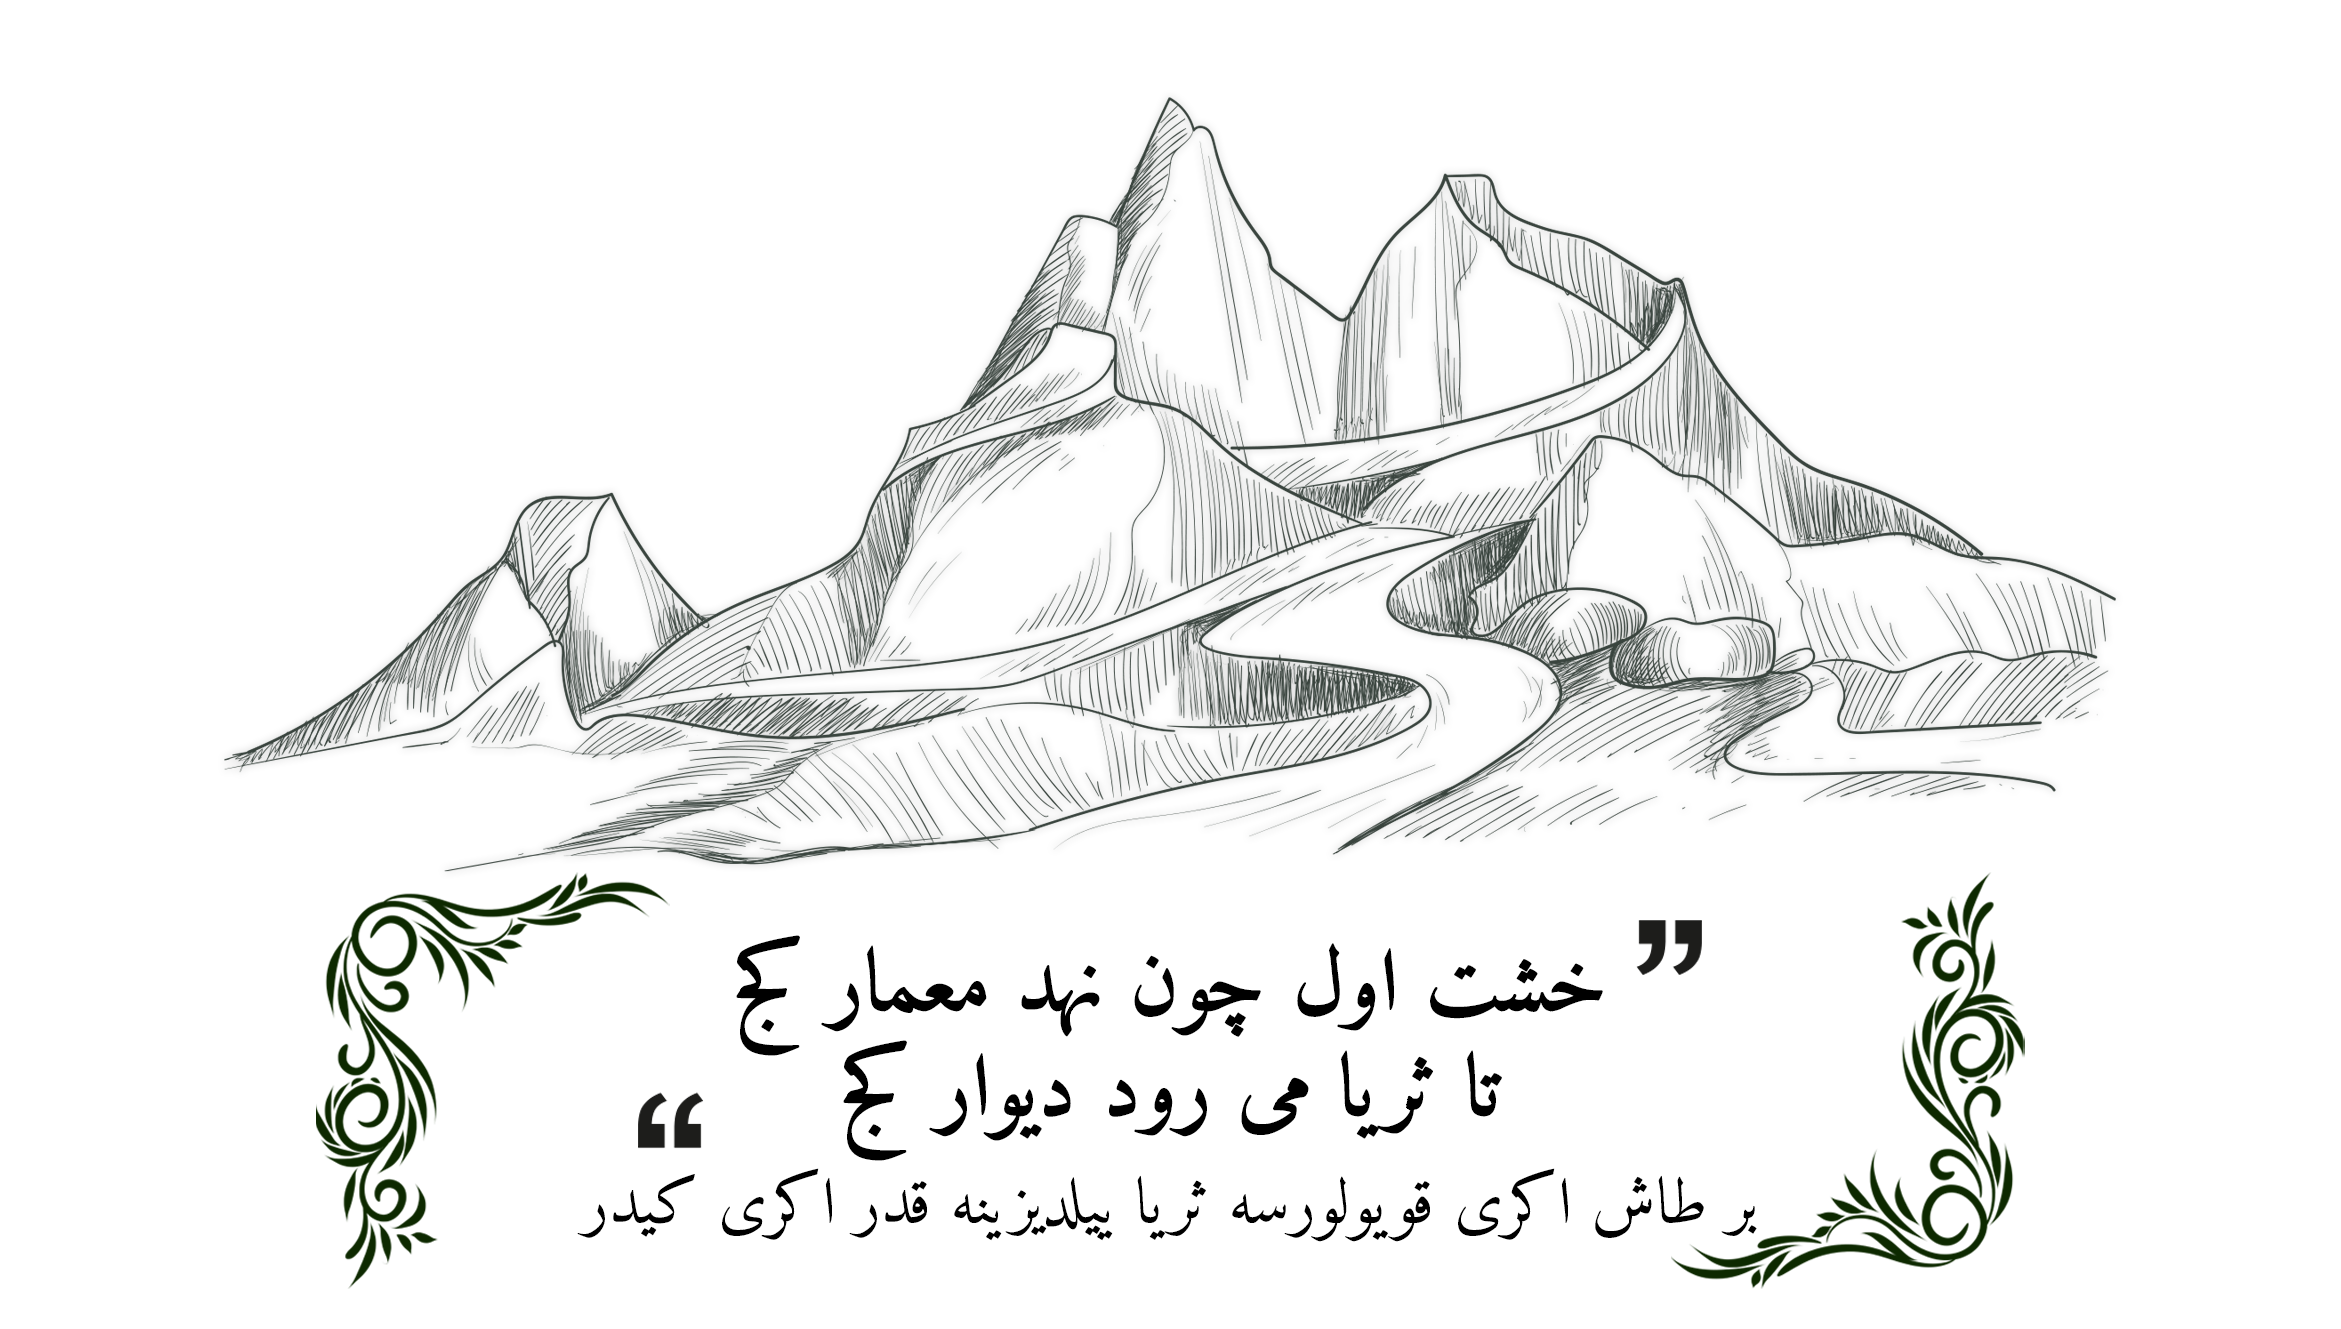 خشت اول چون نهد معمار کج
تا ثریا می رود دیوار کج
بر طاش اکری قویولورسه ثریا ییلدیزینه قدر اکری کیدر